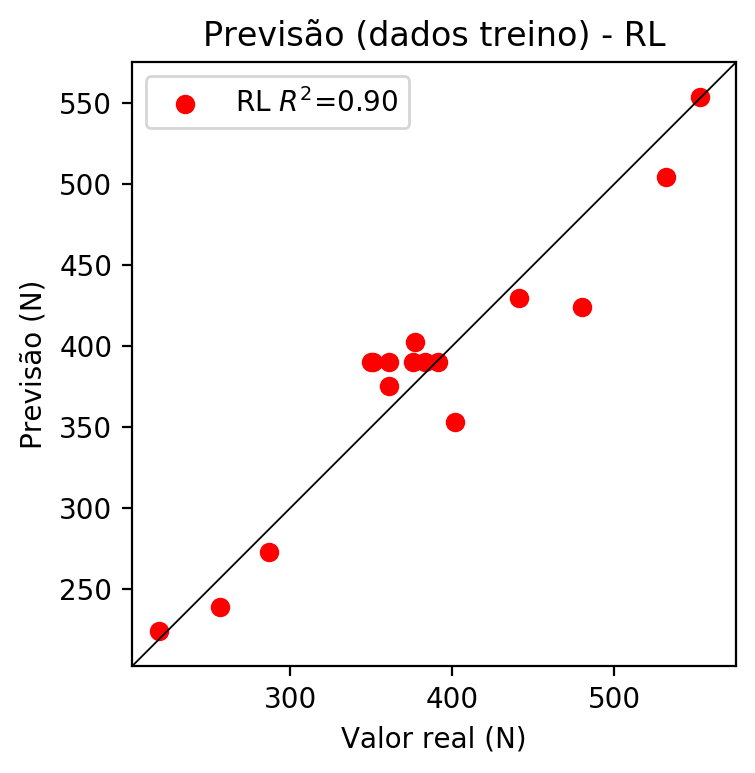 Previsão (dados treino) - RL
RL R²=0.90
550
500
450
400
350
300
250
Previsão (N)
300 400 500
Valor real (N)